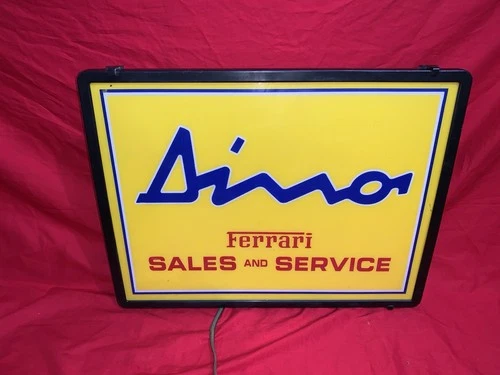 Dino
Ferrari
SALES AND SERVICE